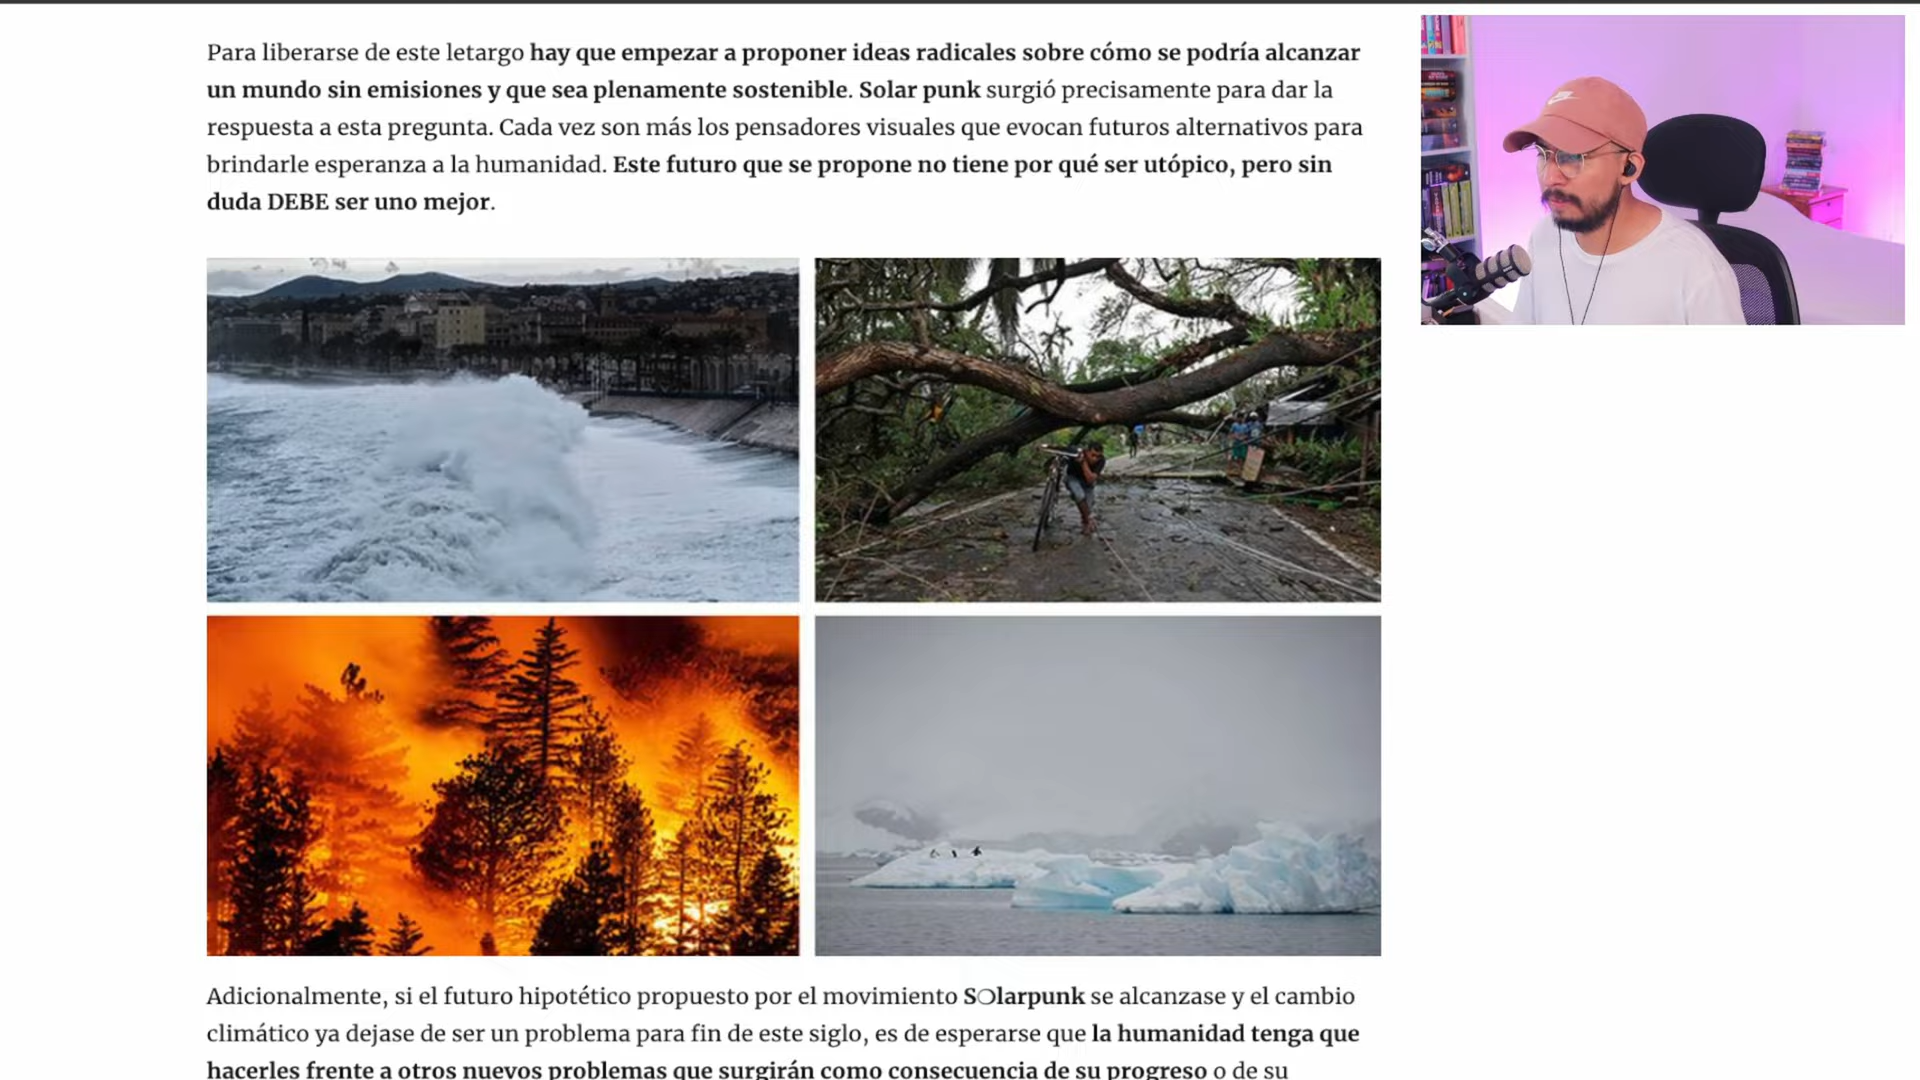 Para liberarse de este letargo hay que empezar a proponer ideas radicales sobre cómo se podría alcanzar
un mundo sin emisiones y que sea plenamente sostenible. Solar punk surgió precisamente para dar la
respuesta a esta pregunta. Cada vez son más los pensadores visuales que evocan futuros alternativos para
brindarle esperanza a la humanidad. Este futuro que se propone no tiene por qué ser utópico, pero sin
duda DEBE ser uno mejor.
Adicionalmente, si el futuro hipotético propuesto por el movimiento S❍larpunk se alcanzase y el cambio
climático ya dejase de ser un problema para fin de este siglo, es de esperarse que la humanidad tenga que
hacerles frente a otros nuevos problemas que surgirán como consecuencia de su progreso o de su